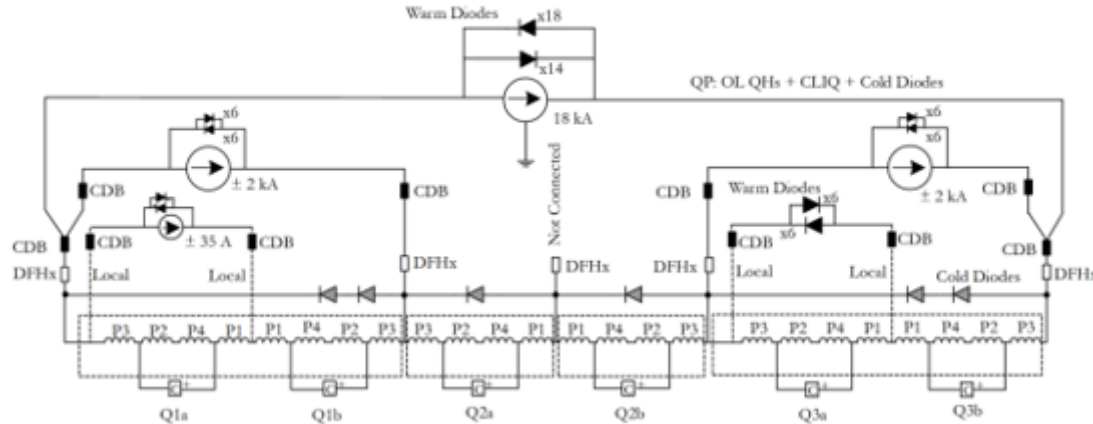 Warm Diodes
x18
x14
QP: OL QHs + CLIQ + Cold Diodes
18 kA
x6
x6
± 2 kA
x6
x6
± 2 kA
CDB
CDB
CDB
CDB
Not Connected
Warm Diodes
x6
x6
± 35 A
CDB
CDB
CDB
CDB
CDB
CDB
DFHx
DFHx
DFHx
DFHx
DFHx
Local
Local
Local
Local
Cold Diodes
P3 P2 P4 P1 P1 P4 P2 P3 P3 P2 P4 P1 P1 P4 P2 P3 P3 P2 P4 P1 P1 P4 P2 P3
C + C + C + C + C + C +
Q1a Q1b Q2a Q2b Q3a Q3b